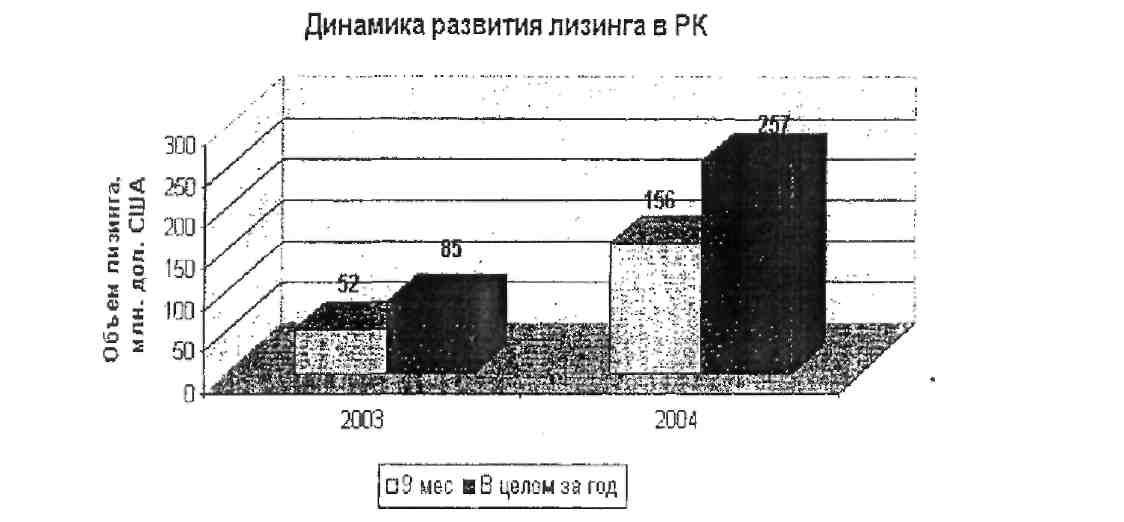 Динамика развития лизинга в РК
Объем лизинга,
млн. дол. США
300
250
200
150
100
50
0
52
85
156
257
2003
2004
9 мес
В целом за год